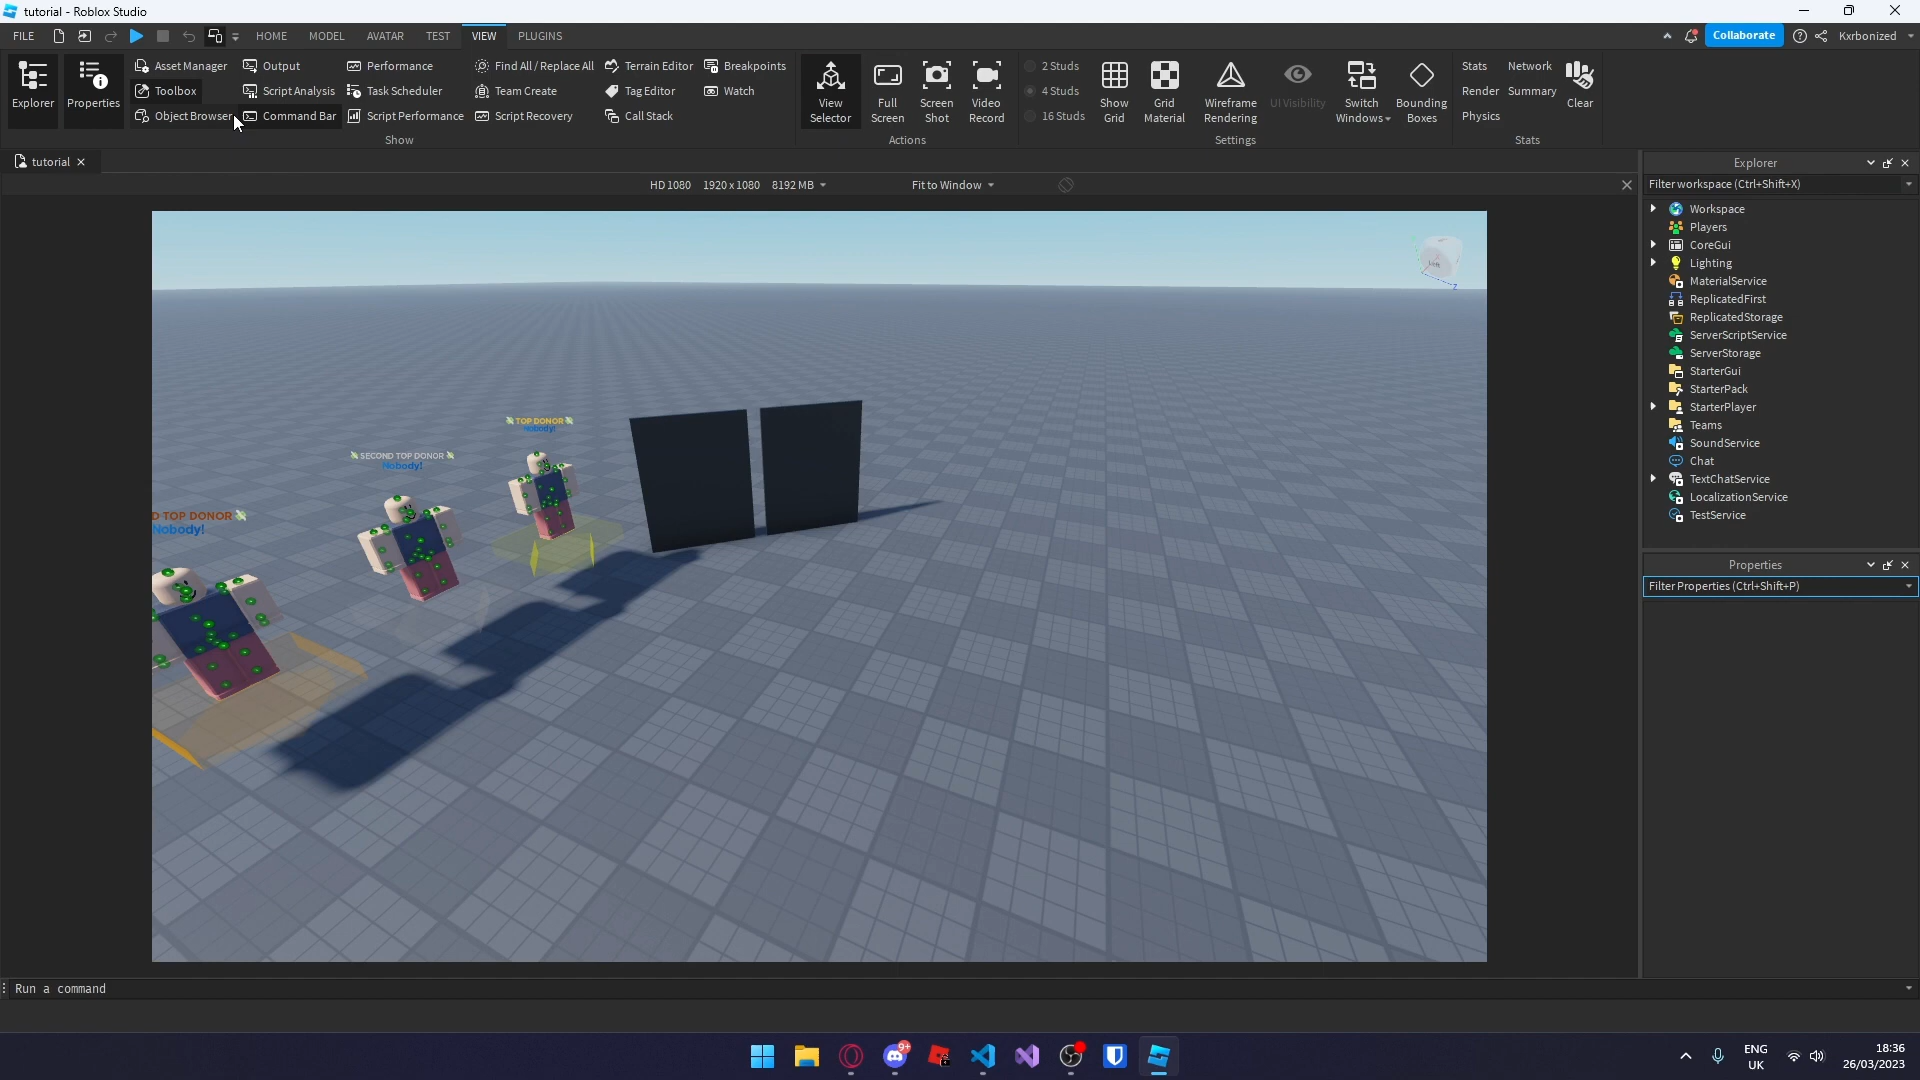 tutorial - Roblox Studio
FILE HOME MODEL AVATAR TEST VIEW PLUGINS Collaborate Kxrbonized
Explorer
Properties
Asset Manager
Toolbox
Object Browser
Output
Script Analysis
Command Bar
Performance
Task Scheduler
Script Performance
Find All / Replace All
Team Create
Script Recovery
Terrain Editor
Tag Editor
Call Stack
Breakpoints
Watch
Show
View
Selector
Full
Screen
Screen
Shot
Video
Record
Actions
2 Studs
4 Studs
16 Studs
Show
Grid
Grid
Material
Wireframe
Rendering
UI Visibility
Switch
Windows
Bounding
Boxes
Settings
Stats
Render
Physics
Network
Summary
Clear
Stats
tutorial
HD 1080 1920 x 1080 8192 MB Fit to Window
TOP DONOR
Nobody!
SECOND TOP DONOR
Nobody!
D TOP DONOR
Nobody!
Left
Z
Explorer
Filter workspace (Ctrl+Shift+X)
Workspace
Players
CoreGui
Lighting
MaterialService
ReplicatedFirst
ReplicatedStorage
ServerScriptService
ServerStorage
StarterGui
StarterPack
StarterPlayer
Teams
SoundService
Chat
TextChatService
LocalizationService
TestService
Properties
Filter Properties (Ctrl+Shift+P)
Run a command
9+
ENG
UK
18:36
26/03/2023